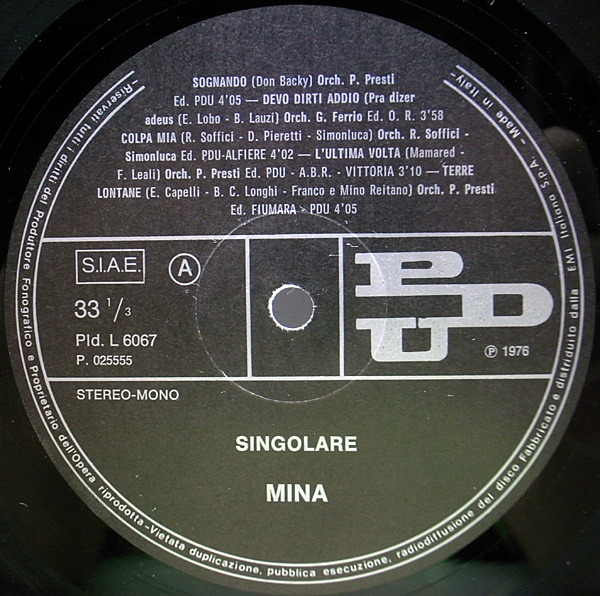 SOGNANDO (Don Backy) Orch. P. Presti
Ed. PDU 4'05 — DEVO DIRTI ADDIO (Pra dizer
adeus (E. Lobo - B. Lauzi) Orch. G. Ferrio Ed. O. R. 3'58
COLPA MIA (R. Soffici - D. Pieretti - Simonluca) Orch. R. Soffici -
Simonluca Ed. PDU-ALFIERE 4'02 — L'ULTIMA VOLTA (Mamared -
F. Leali) Orch. P. Presti Ed. PDU - A.B.R. - VITTORIA 3'10 — TERRE
LONTANE (E. Capelli - B. C. Longhi - Franco e Mino Reitano) Orch. P. Presti
Ed. FIUMARA - PDU 4'05
S.I.A.E.
A
33 1/3
Pld. L 6067
P. 025555
PDU
℗ 1976
STEREO-MONO
SINGOLARE
MINA
-Riservati tutti i diritti del Produttore Fonografico e Proprietario dell'Opera riprodotta-Vietata duplicazione, pubblica esecuzione, radiodiffusione del disco Fabbricato e distribuito dalla EMI Italiana S.p.A. -Made in Italy-